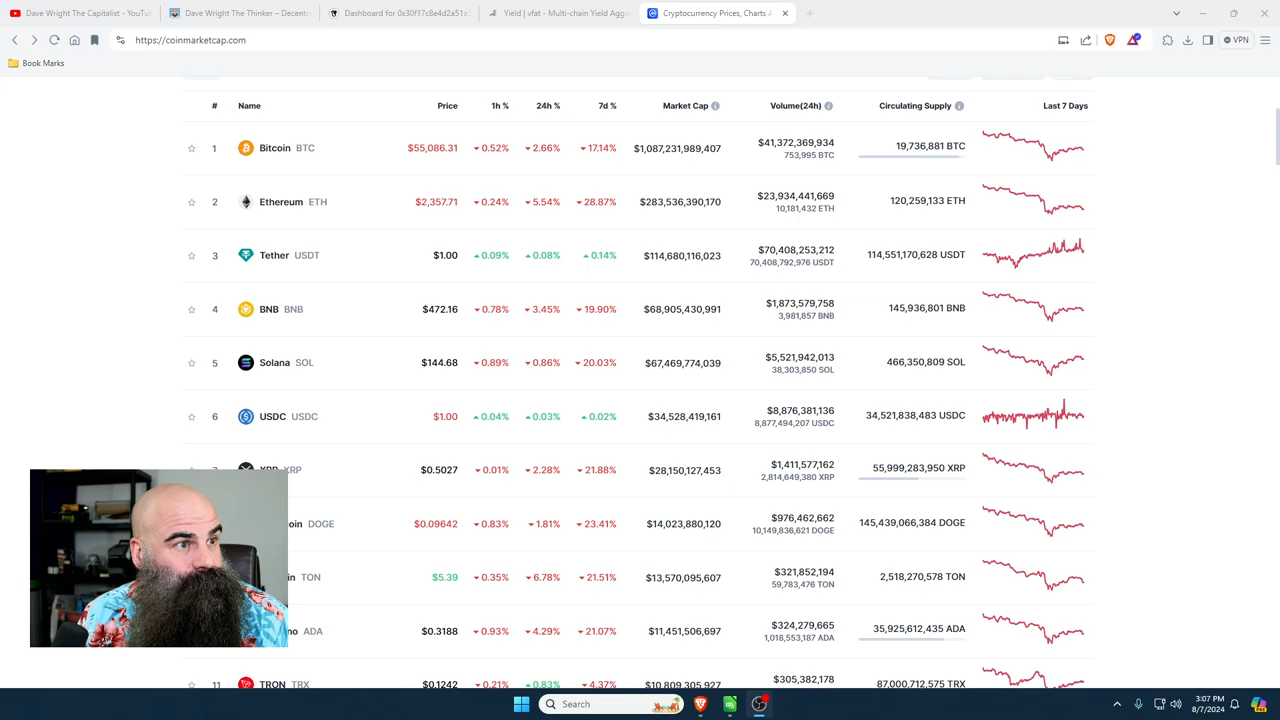 Dave Wright The Capitalist - YouTu
Dave Wright The Thinker – Decentr
Dashboard for 0x30f17c8e4d2a51a
Yield | vfat - Multi-chain Yield Aggr
Cryptocurrency Prices, Charts A
https://coinmarketcap.com
VPN
Book Marks
# Name Price 1h % 24h % 7d % Market Cap Volume(24h) Circulating Supply Last 7 Days
1 Bitcoin BTC $55,086.31 0.52% 2.66% 17.14% $1,087,231,989,407 $41,372,369,934 19,736,881 BTC
753,995 BTC
2 Ethereum ETH $2,357.71 0.24% 5.54% 28.87% $283,536,390,170 $23,934,441,669 120,259,133 ETH
10,181,432 ETH
3 Tether USDT $1.00 0.09% 0.08% 0.14% $114,680,116,023 $70,408,253,212 114,551,170,628 USDT
70,408,792,976 USDT
4 BNB BNB $472.16 0.78% 3.45% 19.90% $68,905,430,991 $1,873,579,758 145,936,801 BNB
3,981,857 BNB
5 Solana SOL $144.68 0.89% 0.86% 20.03% $67,469,774,039 $5,521,942,013 466,350,809 SOL
38,303,850 SOL
6 USDC USDC $1.00 0.04% 0.03% 0.02% $34,528,419,161 $8,876,381,136 34,521,838,483 USDC
8,877,494,207 USDC
XRP $0.5027 0.01% 2.28% 21.88% $28,150,127,453 $1,411,577,162 55,999,283,950 XRP
2,814,649,380 XRP
oin DOGE $0.09642 0.83% 1.81% 23.41% $14,023,880,120 $976,462,662 145,439,066,384 DOGE
10,149,836,621 DOGE
in TON $5.39 0.35% 6.78% 21.51% $13,570,095,607 $321,852,194 2,518,270,578 TON
59,783,476 TON
no ADA $0.3188 0.93% 4.29% 21.07% $11,451,506,697 $324,279,665 35,925,612,435 ADA
1,018,553,187 ADA
11 TRON TRX $0.1242 0.21% 0.83% 4.37% $10,809,305,927 $305,382,178 87,000,712,575 TRX
Search
3:07 PM
8/7/2024